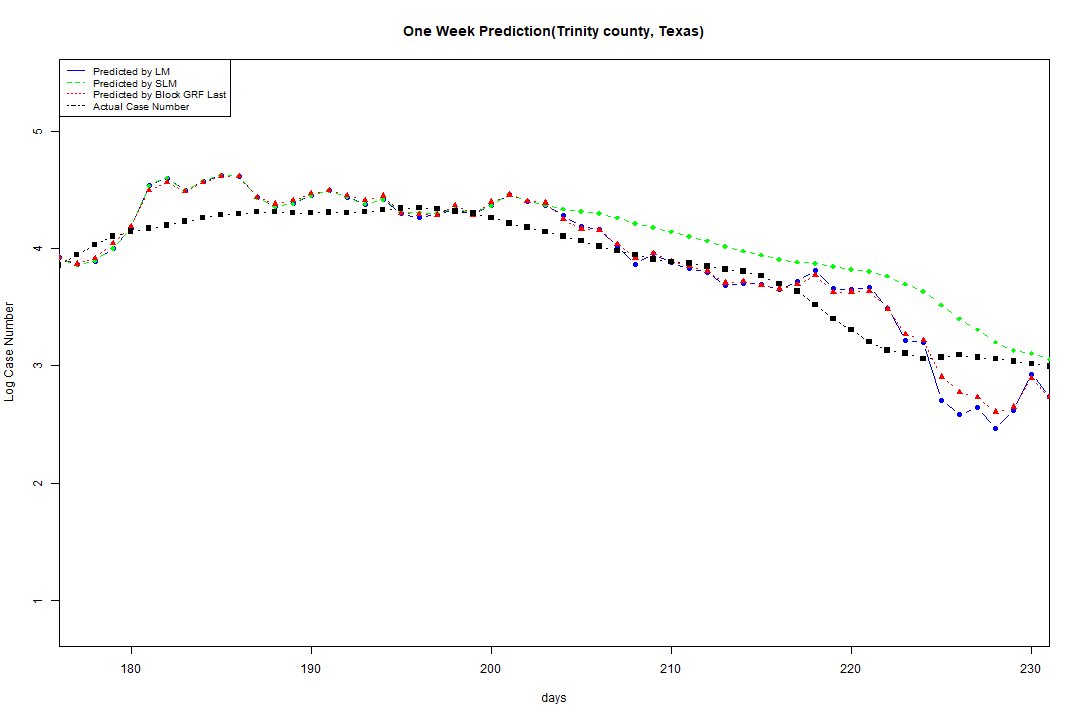 One Week Prediction(Trinity county, Texas)
Predicted by LM
Predicted by SLM
Predicted by Block GRF Last
Actual Case Number
5
4
3
2
1
Log Case Number
180 190 200 210 220 230
days